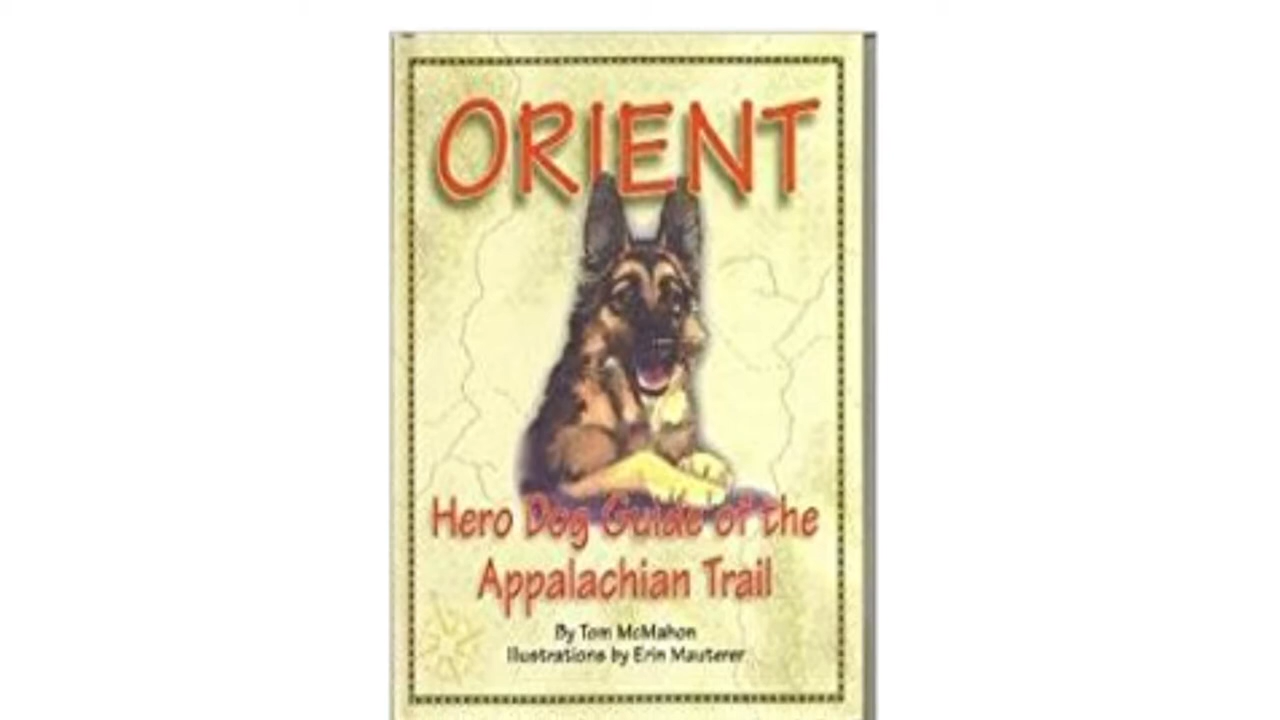 ORIENT
Hero Dog Guide of the
Appalachian Trail
By Tom McMahon
Illustrations by Erin Mauterer